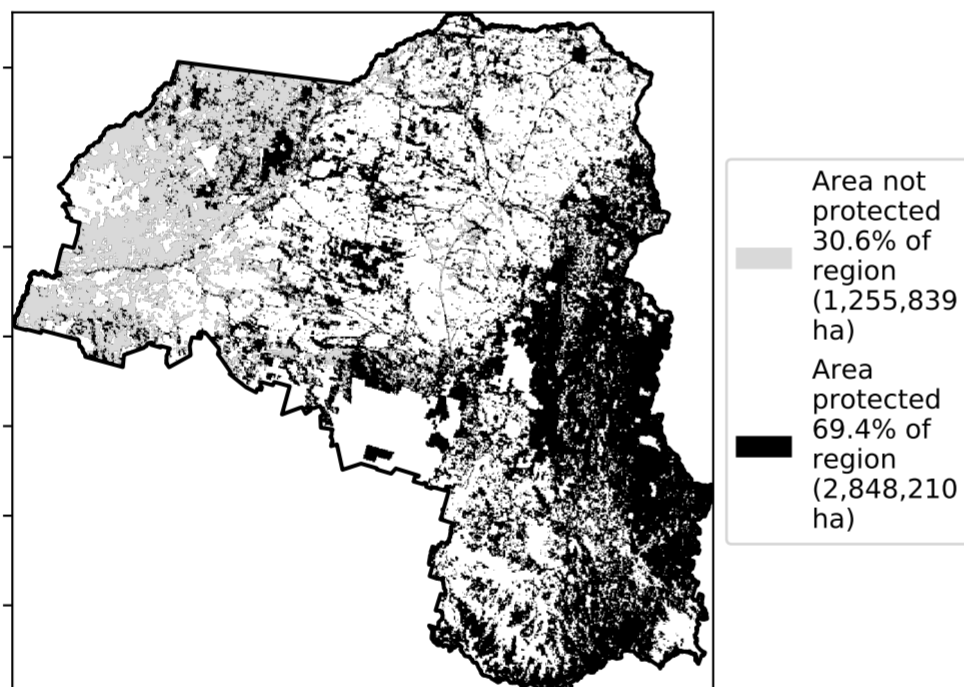 Area not
protected
30.6% of
region
(1,255,839
ha)
Area
protected
69.4% of
region
(2,848,210
ha)